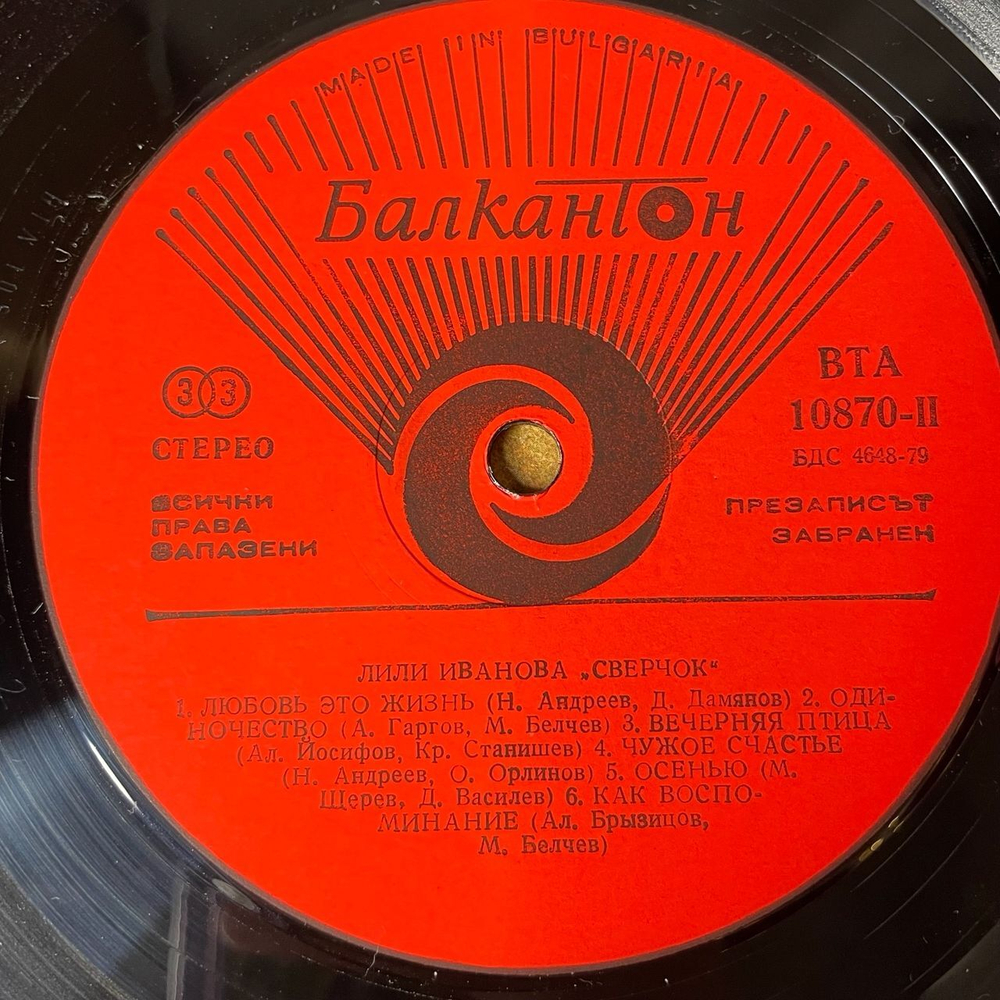 MADE IN BULGARIA
Балкантон
33
СТЕРЕО
ВСИЧКИ
ПРАВА
ЗАПАЗЕНИ
ВТА
10870-II
БДС 4648-79
ПРЕЗАПИСЪТ
ЗАБРАНЕН
ЛИЛИ ИВАНОВА „СВЕРЧОК“
1. ЛЮБОВЬ ЭТО ЖИЗНЬ (Н. Андреев, Д. Дамянов) 2. ОДИ-
НОЧЕСТВО (А. Гаргов, М. Белчев) 3. ВЕЧЕРНЯЯ ПТИЦА
(Ал. Йосифов, Кр. Станишев) 4. ЧУЖОЕ СЧАСТЬЕ
(Н. Андреев, О. Орлинов) 5. ОСЕНЬЮ (М.
Щерев, Д. Василев) 6. КАК ВОСПО-
МИНАНИЕ (Ал. Брызицов,
М. Белчев)